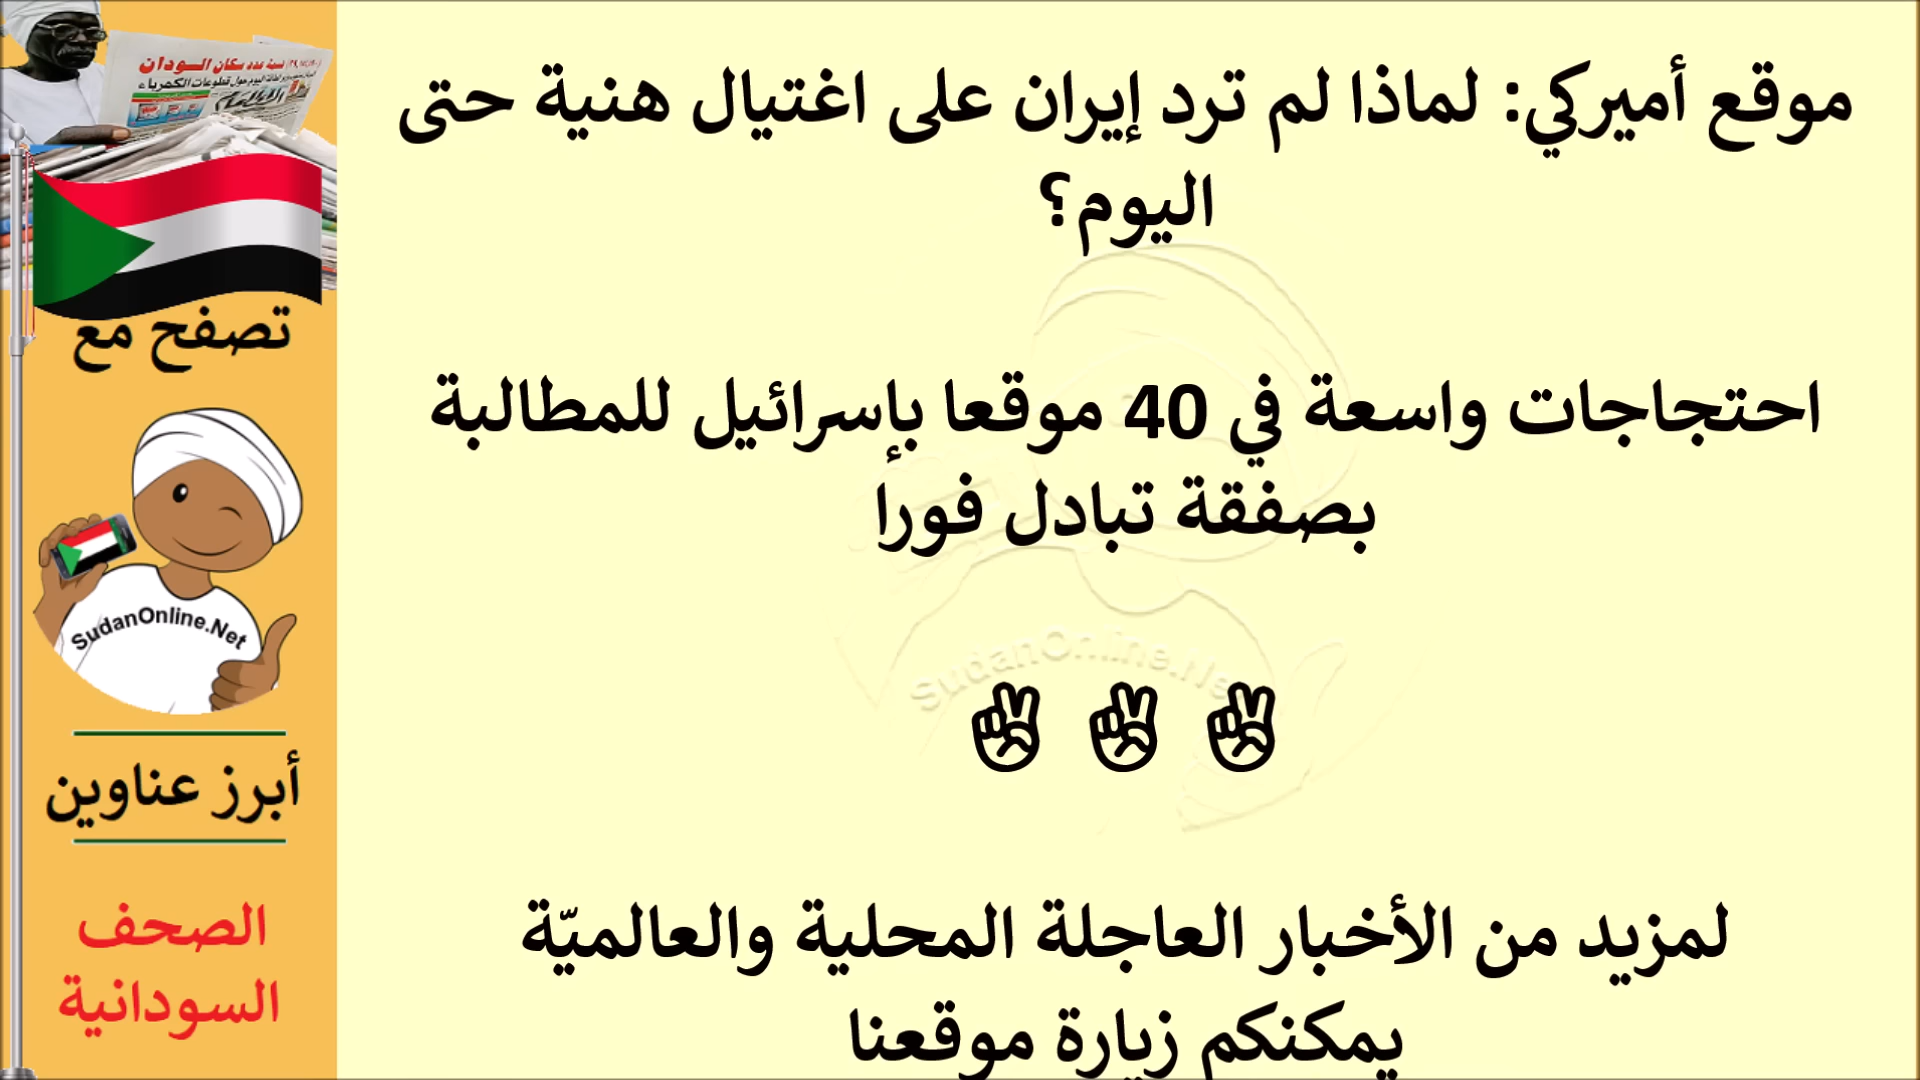 موقع أميركي: لماذا لم ترد إيران على اغتيال هنية حتى
اليوم؟
احتجاجات واسعة في 40 موقعا بإسرائيل للمطالبة
بصفقة تبادل فورا
✌ ✌ ✌
لمزيد من الأخبار العاجلة المحلية والعالميّة
يمكنكم زيارة موقعنا
تصفح مع
SudanOnline.Net
أبرز عناوين
الصحف
السودانية
SudanOnline.Ne